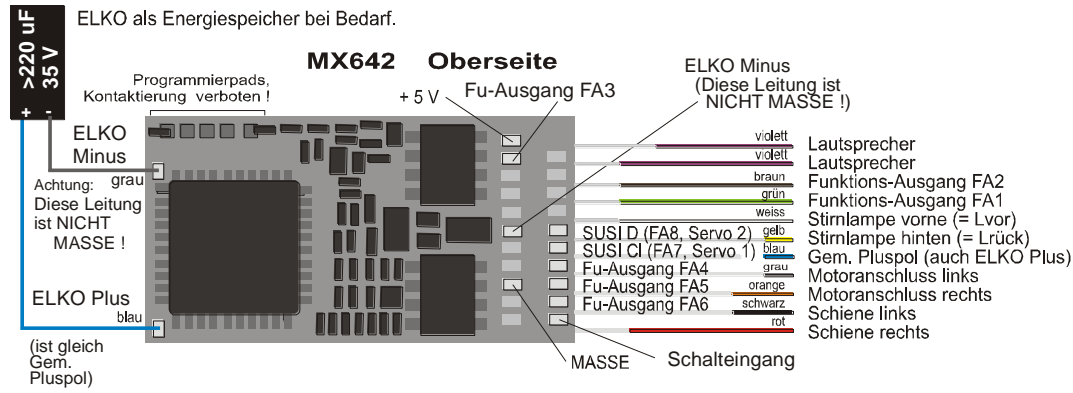 >220 uF
35 V
+ -
ELKO als Energiespeicher bei Bedarf.
MX642 Oberseite
Programmierpads,
Kontaktierung verboten !
+ 5 V
Fu-Ausgang FA3
ELKO Minus
(Diese Leitung ist
NICHT MASSE !)
ELKO
Minus
grau
Achtung:
Diese Leitung
ist NICHT
MASSE !
ELKO Plus
blau
(ist gleich
Gem.
Pluspol)
violett Lautsprecher
violett Lautsprecher
braun Funktions-Ausgang FA2
grün Funktions-Ausgang FA1
weiss Stirnlampe vorne (= Lvor)
SUSI D (FA8, Servo 2) gelb Stirnlampe hinten (= Lrück)
SUSI Cl (FA7, Servo 1) blau Gem. Pluspol (auch ELKO Plus)
Fu-Ausgang FA4 grau Motoranschluss links
Fu-Ausgang FA5 orange Motoranschluss rechts
Fu-Ausgang FA6 schwarz Schiene links
rot Schiene rechts
MASSE
Schalteingang